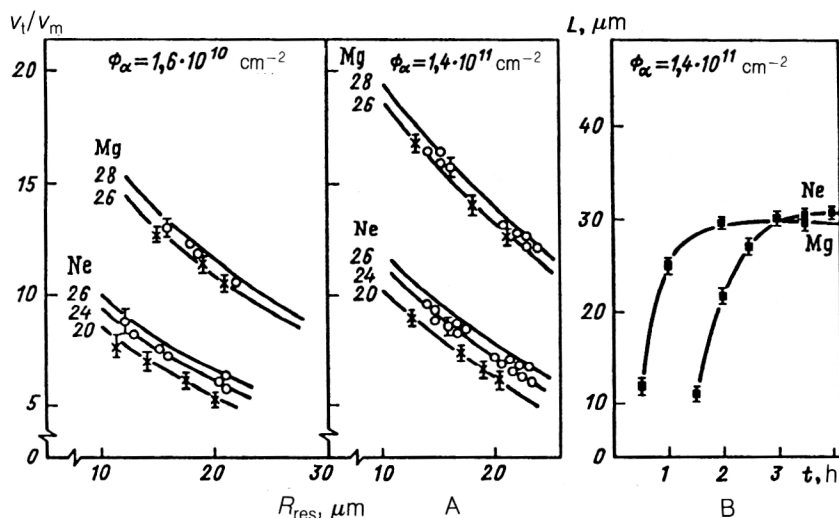 v_t/v_m
L, μm
ϕ_α=1,6·10^10 cm^−2
ϕ_α=1,4·10^11 cm^−2
ϕ_α=1,4·10^11 cm^−2
20
15
10
5
0
Mg
28
26
Ne
26
24
20
Mg
28
26
Ne
26
24
20
40
30
20
10
0
Ne
Mg
10
20
30
20
1
2
3
t, h
R_res, μm
A
B